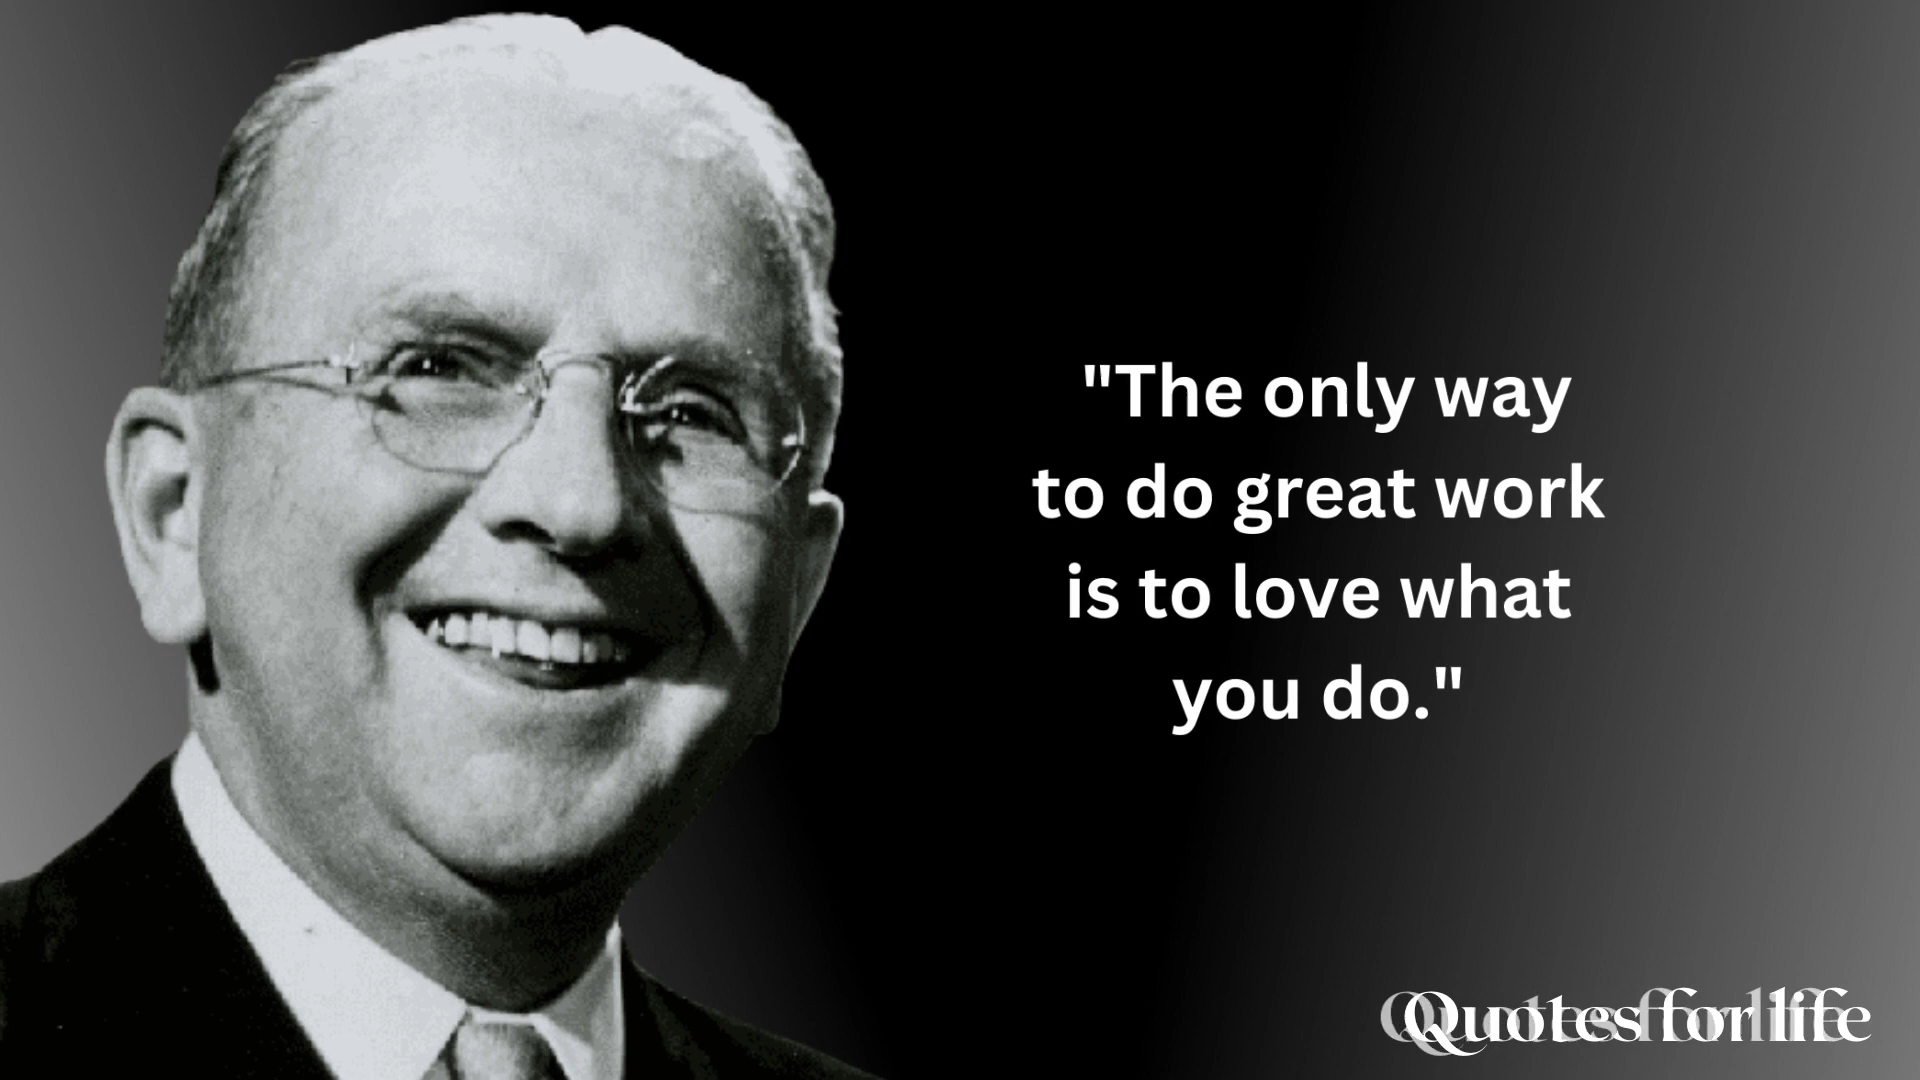 "The only way
to do great work
is to love what
you do."
Quotes for life